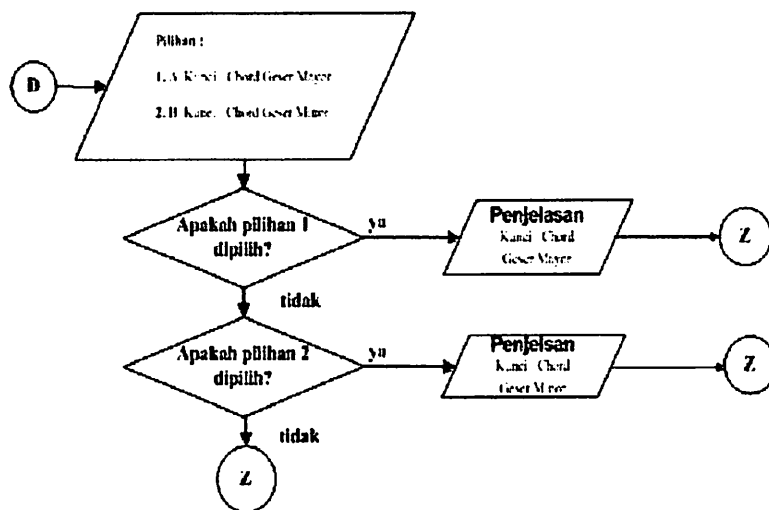 D
Pilihan :
1. A Kunci Chord Geser Mayor
2. B Kunci Chord Geser Minor
Apakah pilihan 1
dipilih?
ya
Penjelasan
Kunci Chord
Geser Mayor
Z
tidak
Apakah pilihan 2
dipilih?
ya
Penjelsan
Kunci Chord
Geser Minor
Z
tidak
Z